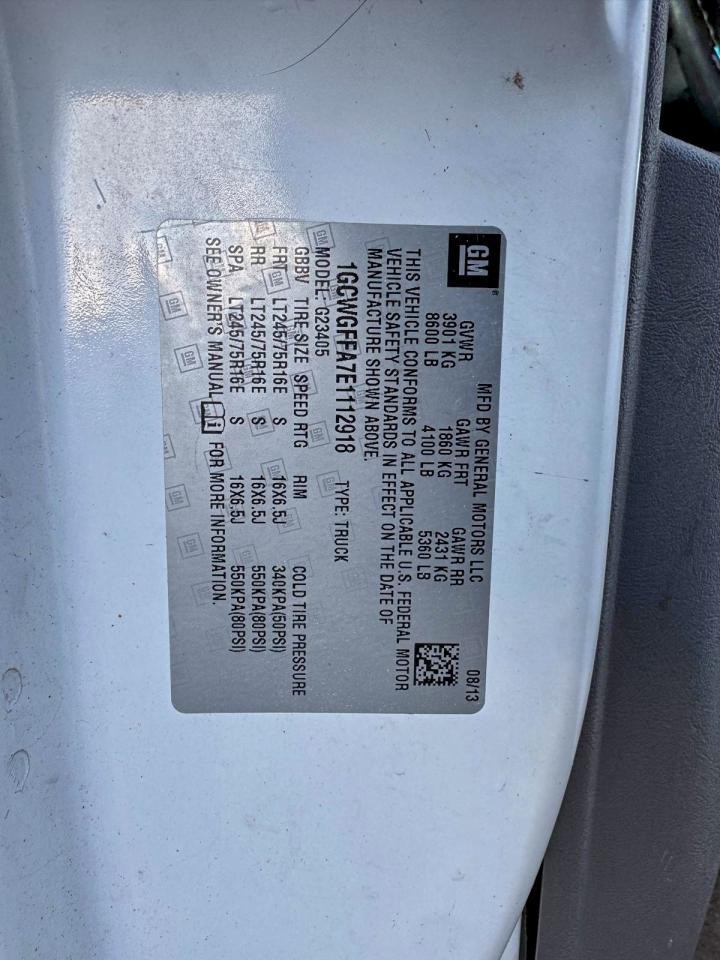 GM®
MFD BY GENERAL MOTORS LLC 08/13
GVWR GAWR FRT GAWR RR
3901 KG 1860 KG 2431 KG
8600 LB 4100 LB 5360 LB
THIS VEHICLE CONFORMS TO ALL APPLICABLE U.S. FEDERAL MOTOR
VEHICLE SAFETY STANDARDS IN EFFECT ON THE DATE OF
MANUFACTURE SHOWN ABOVE.
1GCWGFFA7E1112918 TYPE: TRUCK
MODEL: G23405
GBBV TIRE SIZE SPEED RTG RIM COLD TIRE PRESSURE
FRT LT245/75R16E S 16X6.5J 340KPA(50PSI)
RR LT245/75R16E S 16X6.5J 550KPA(80PSI)
SPA LT245/75R16E S 16X6.5J 550KPA(80PSI)
SEE OWNER'S MANUAL i FOR MORE INFORMATION.